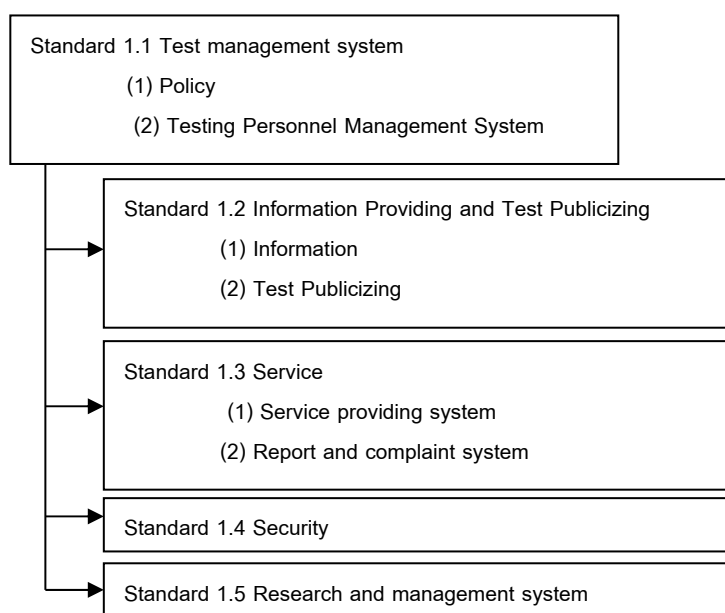 Standard 1.1 Test management system
(1) Policy
(2) Testing Personnel Management System
Standard 1.2 Information Providing and Test Publicizing
(1) Information
(2) Test Publicizing
Standard 1.3 Service
(1) Service providing system
(2) Report and complaint system
Standard 1.4 Security
Standard 1.5 Research and management system